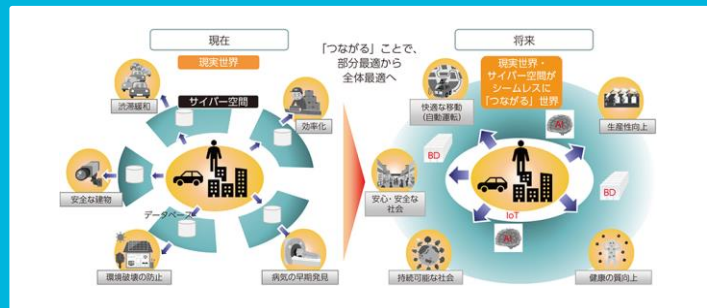 現在
現実世界
サイバー空間
渋滞緩和
効率化
安全な建物
データベース
環境破壊の防止
病気の早期発見
「つながる」ことで、
部分最適から
全体最適へ
将来
現実世界・
サイバー空間が
シームレスに
「つながる」世界
快適な移動
(自動運転)
AI
生産性向上
BD
BD
安心・安全な
社会
IoT
AI
持続可能な社会
健康の質向上